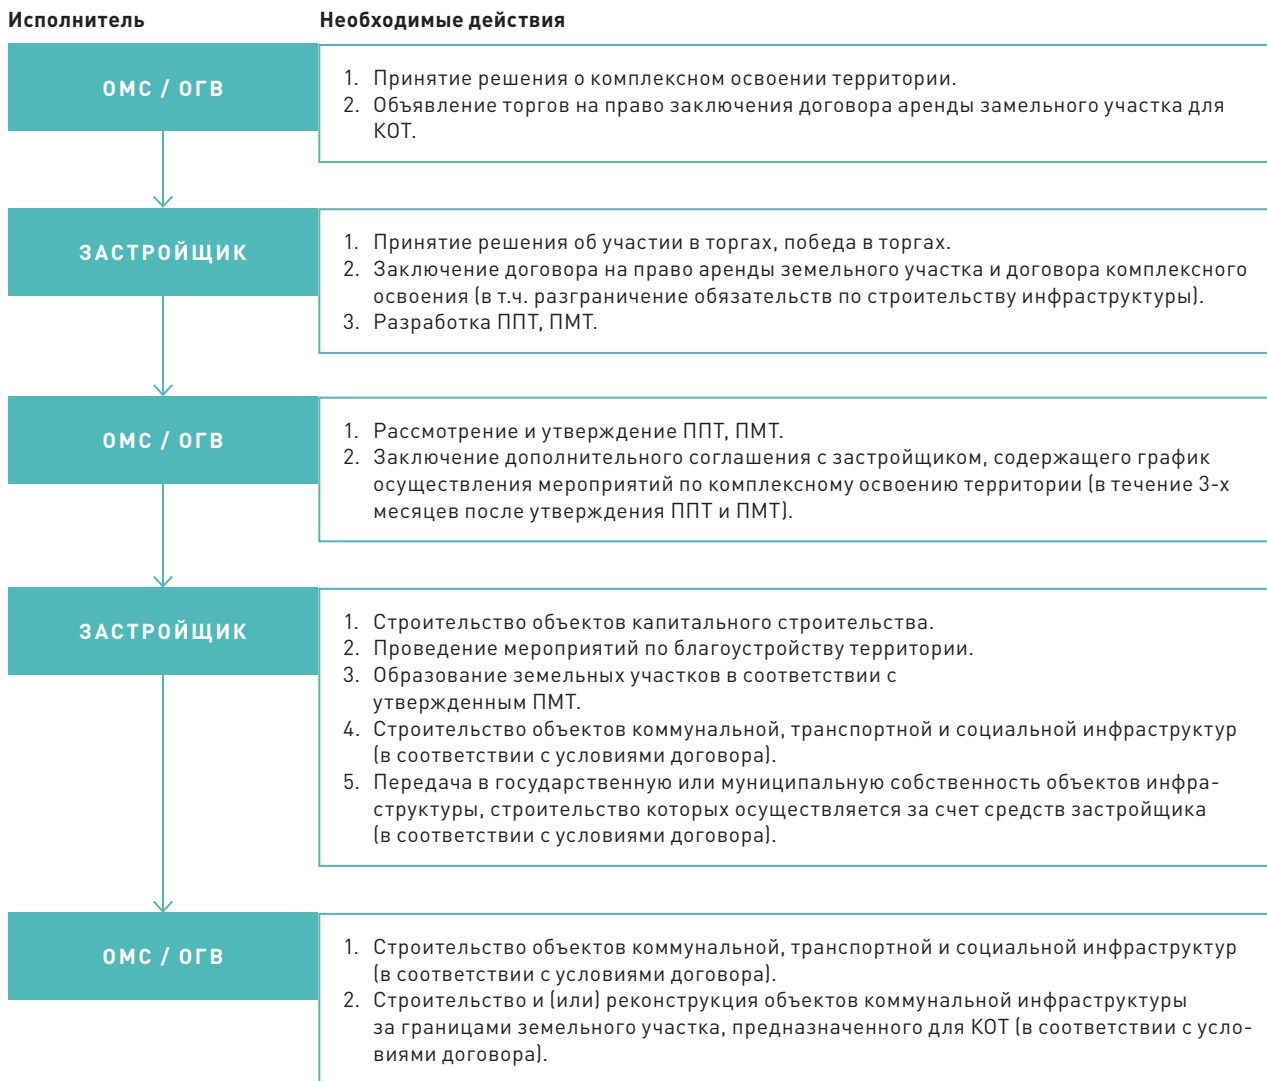 Исполнитель
Необходимые действия
ОМС / ОГВ
1. Принятие решения о комплексном освоении территории.
2. Объявление торгов на право заключения договора аренды замельного участка для
КОТ.
ЗАСТРОЙЩИК
1. Принятие решения об участии в торгах, победа в торгах.
2. Заключение договора на право аренды земельного участка и договора комплексного
освоения (в т.ч. разграничение обязательств по строительству инфраструктуры).
3. Разработка ППТ, ПМТ.
ОМС / ОГВ
1. Рассмотрение и утверждение ППТ, ПМТ.
2. Заключение дополнительного соглашения с застройщиком, содержащего график
осуществления мероприятий по комплексному освоению территории (в течение 3-х
месяцев после утверждения ППТ и ПМТ).
ЗАСТРОЙЩИК
1. Строительство объектов капитального строительства.
2. Проведение мероприятий по благоустройству территории.
3. Образование земельных участков в соответствии с
утвержденным ПМТ.
4. Строительство объектов коммунальной, транспортной и социальной инфраструктур
(в соответствии с условиями договора).
5. Передача в государственную или муниципальную собственность объектов инфра-
структуры, строительство которых осуществляется за счет средств застройщика
(в соответствии с условиями договора).
ОМС / ОГВ
1. Строительство объектов коммунальной, транспортной и социальной инфраструктур
(в соответствии с условиями договора).
2. Строительство и (или) реконструкция объектов коммунальной инфраструктуры
за границами земельного участка, предназначенного для КОТ (в соответствии с усло-
виями договора).